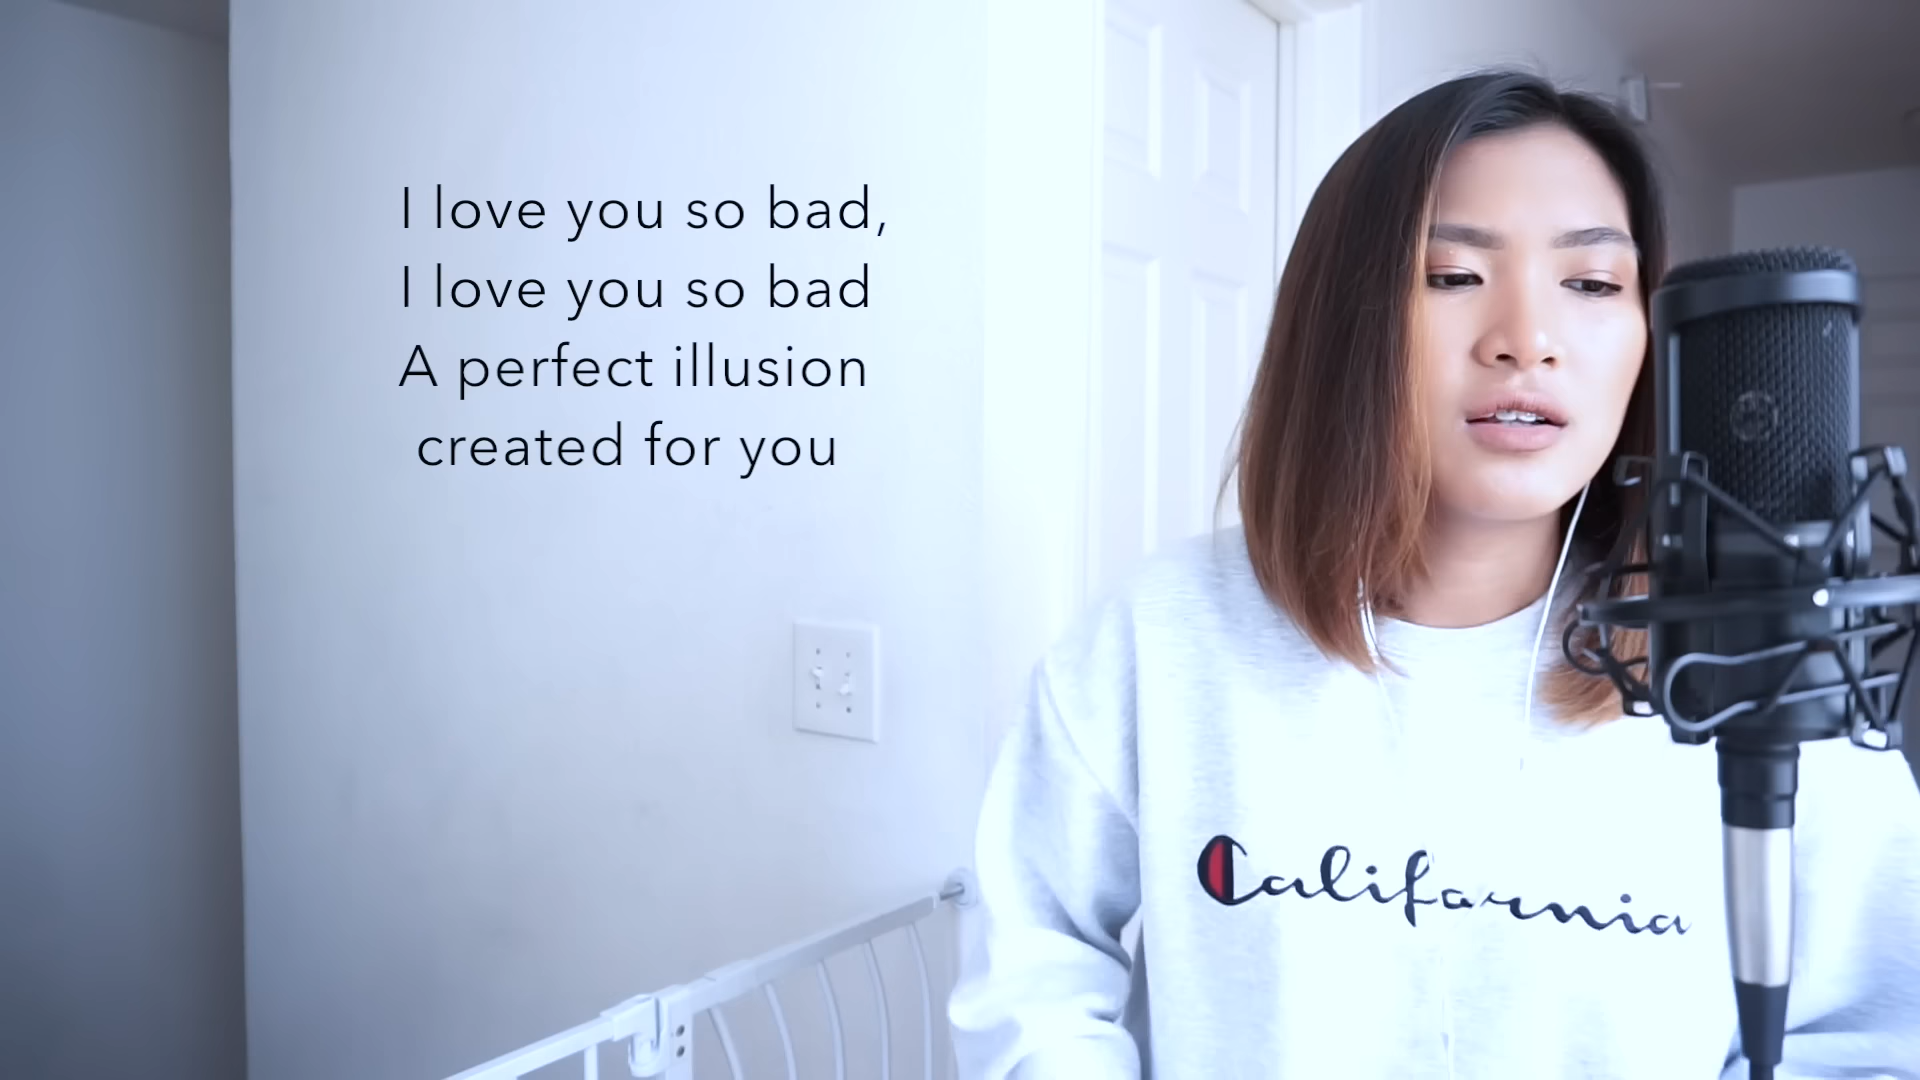 I love you so bad,
I love you so bad
A perfect illusion
created for you
California